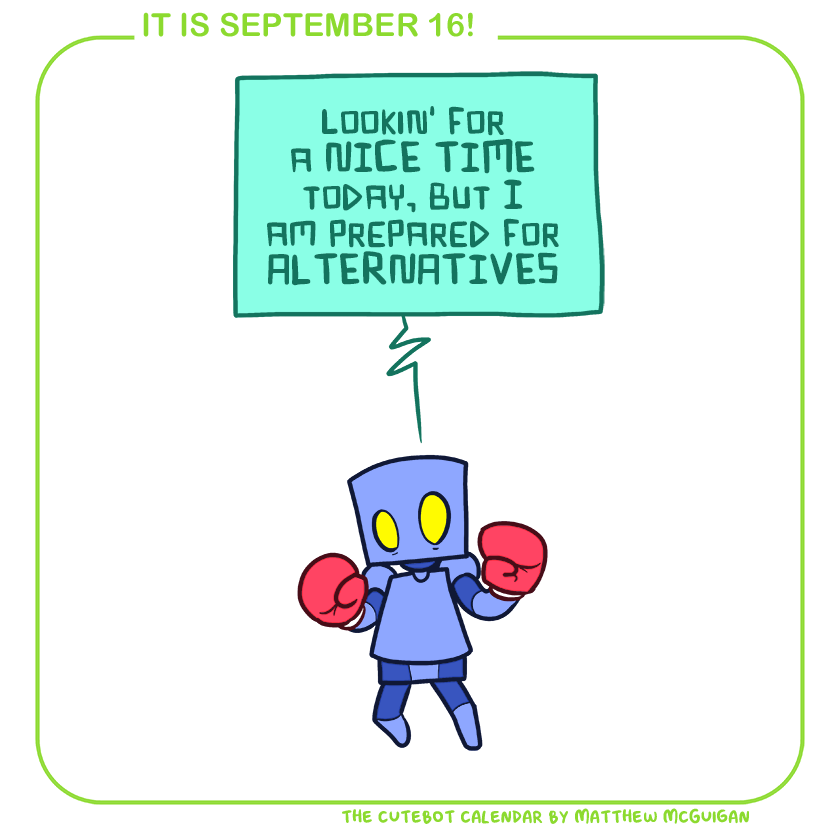 IT IS SEPTEMBER 16!
LOOKIN' FOR
A NICE TIME
TODAY, BUT I
AM PREPARED FOR
ALTERNATIVES
THE CUTEBOT CALENDAR BY MATTHEW MCGUIGAN